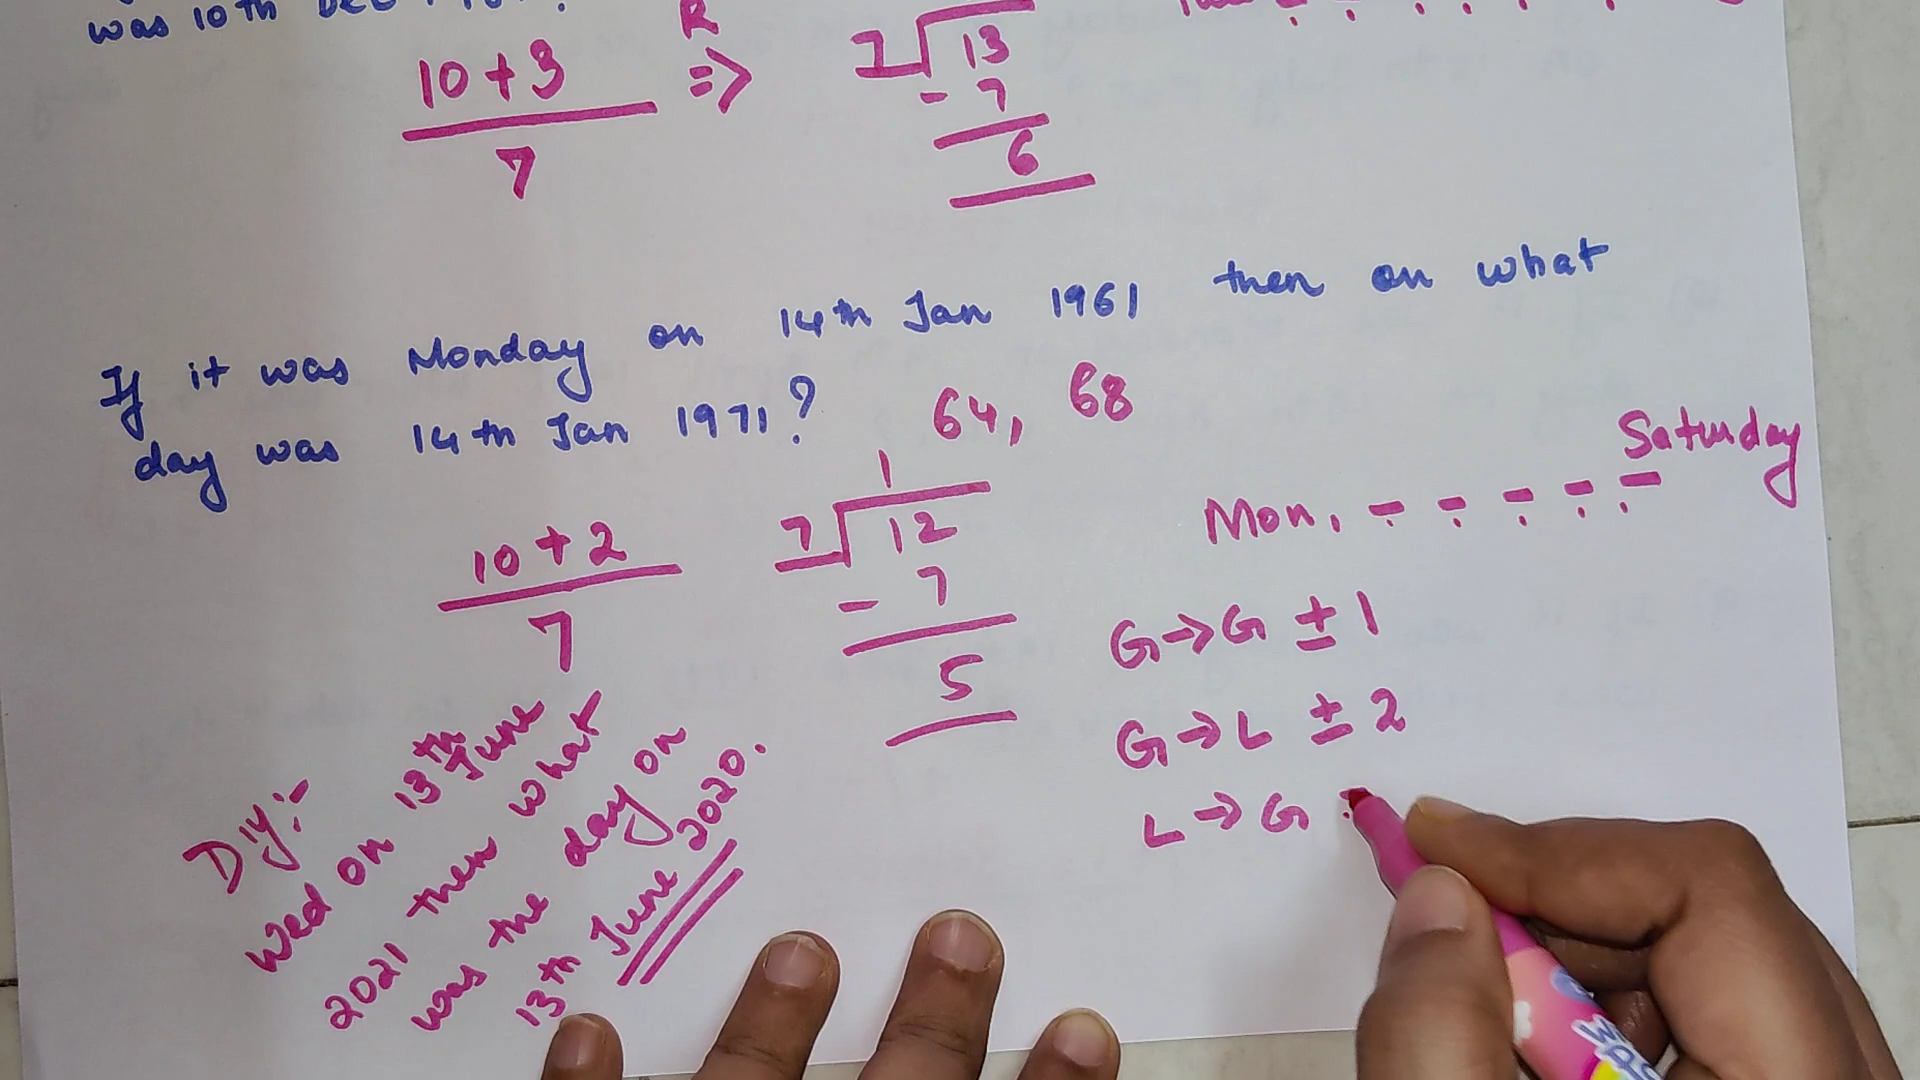 was 10th Dec
10 + 3
7
R
=>
7 13
- 7
6
If it was Monday on 14th Jan 1961 then on what
day was 14th Jan 1971?
64, 68
10 + 2
7
1
7 12
- 7
5
Mon, - - - - - Saturday
G → G ± 1
G → L ± 2
L → G
DIY:-
Wed on 13th June
2021 then what
was the day on
13th June 2020.